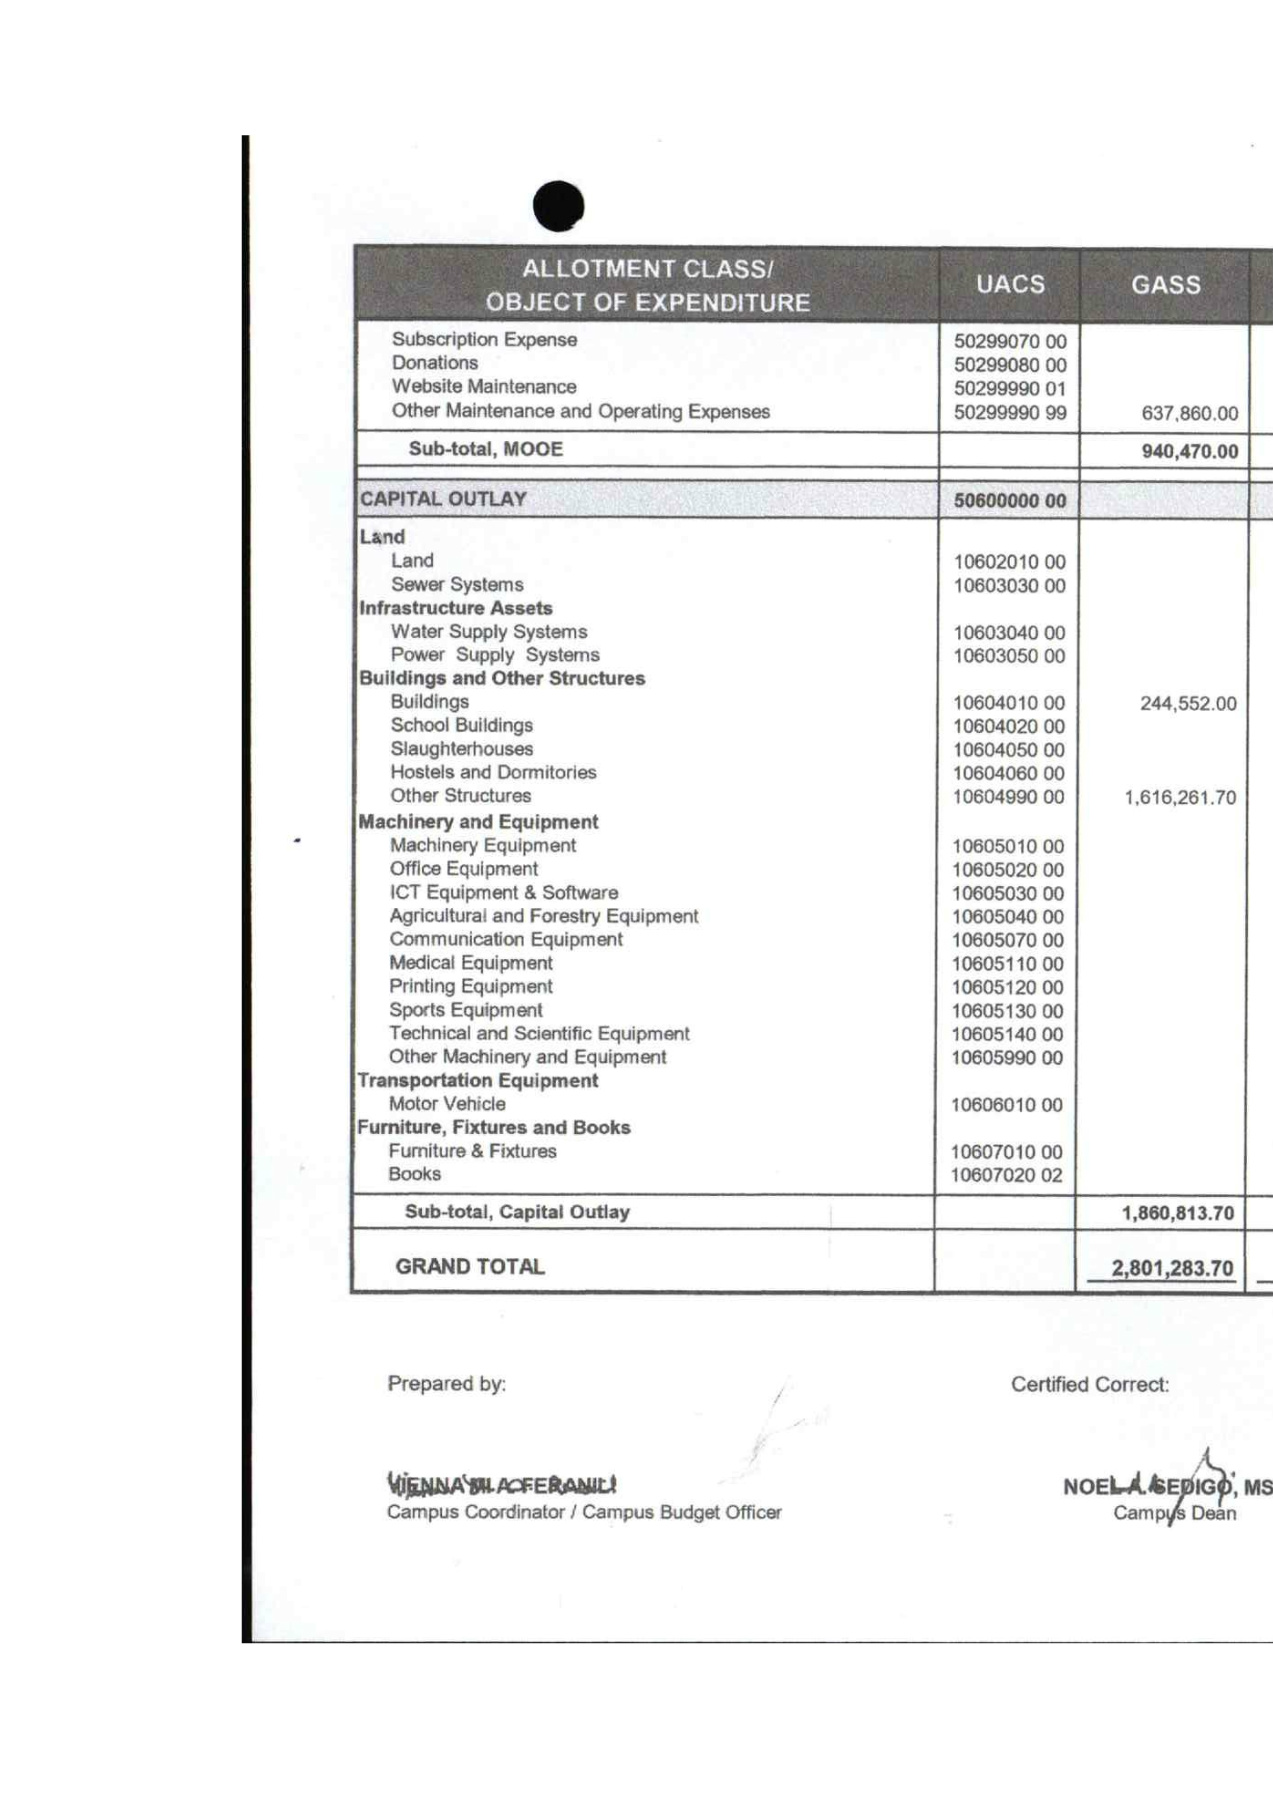 ALLOTMENT CLASS/
OBJECT OF EXPENDITURE UACS GASS
Subscription Expense 50299070 00
Donations 50299080 00
Website Maintenance 50299990 01
Other Maintenance and Operating Expenses 50299990 99 637,860.00
Sub-total, MOOE 940,470.00
CAPITAL OUTLAY 50600000 00
Land
Land 10602010 00
Sewer Systems 10603030 00
Infrastructure Assets
Water Supply Systems 10603040 00
Power Supply Systems 10603050 00
Buildings and Other Structures
Buildings 10604010 00 244,552.00
School Buildings 10604020 00
Slaughterhouses 10604050 00
Hostels and Dormitories 10604060 00
Other Structures 10604990 00 1,616,261.70
Machinery and Equipment
Machinery Equipment 10605010 00
Office Equipment 10605020 00
ICT Equipment & Software 10605030 00
Agricultural and Forestry Equipment 10605040 00
Communication Equipment 10605070 00
Medical Equipment 10605110 00
Printing Equipment 10605120 00
Sports Equipment 10605130 00
Technical and Scientific Equipment 10605140 00
Other Machinery and Equipment 10605990 00
Transportation Equipment
Motor Vehicle 10606010 00
Furniture, Fixtures and Books
Furniture & Fixtures 10607010 00
Books 10607020 02
Sub-total, Capital Outlay 1,860,813.70
GRAND TOTAL 2,801,283.70
Prepared by: Certified Correct:
NOEL A. SEDIGO, MS
Campus Coordinator / Campus Budget Officer Campus Dean